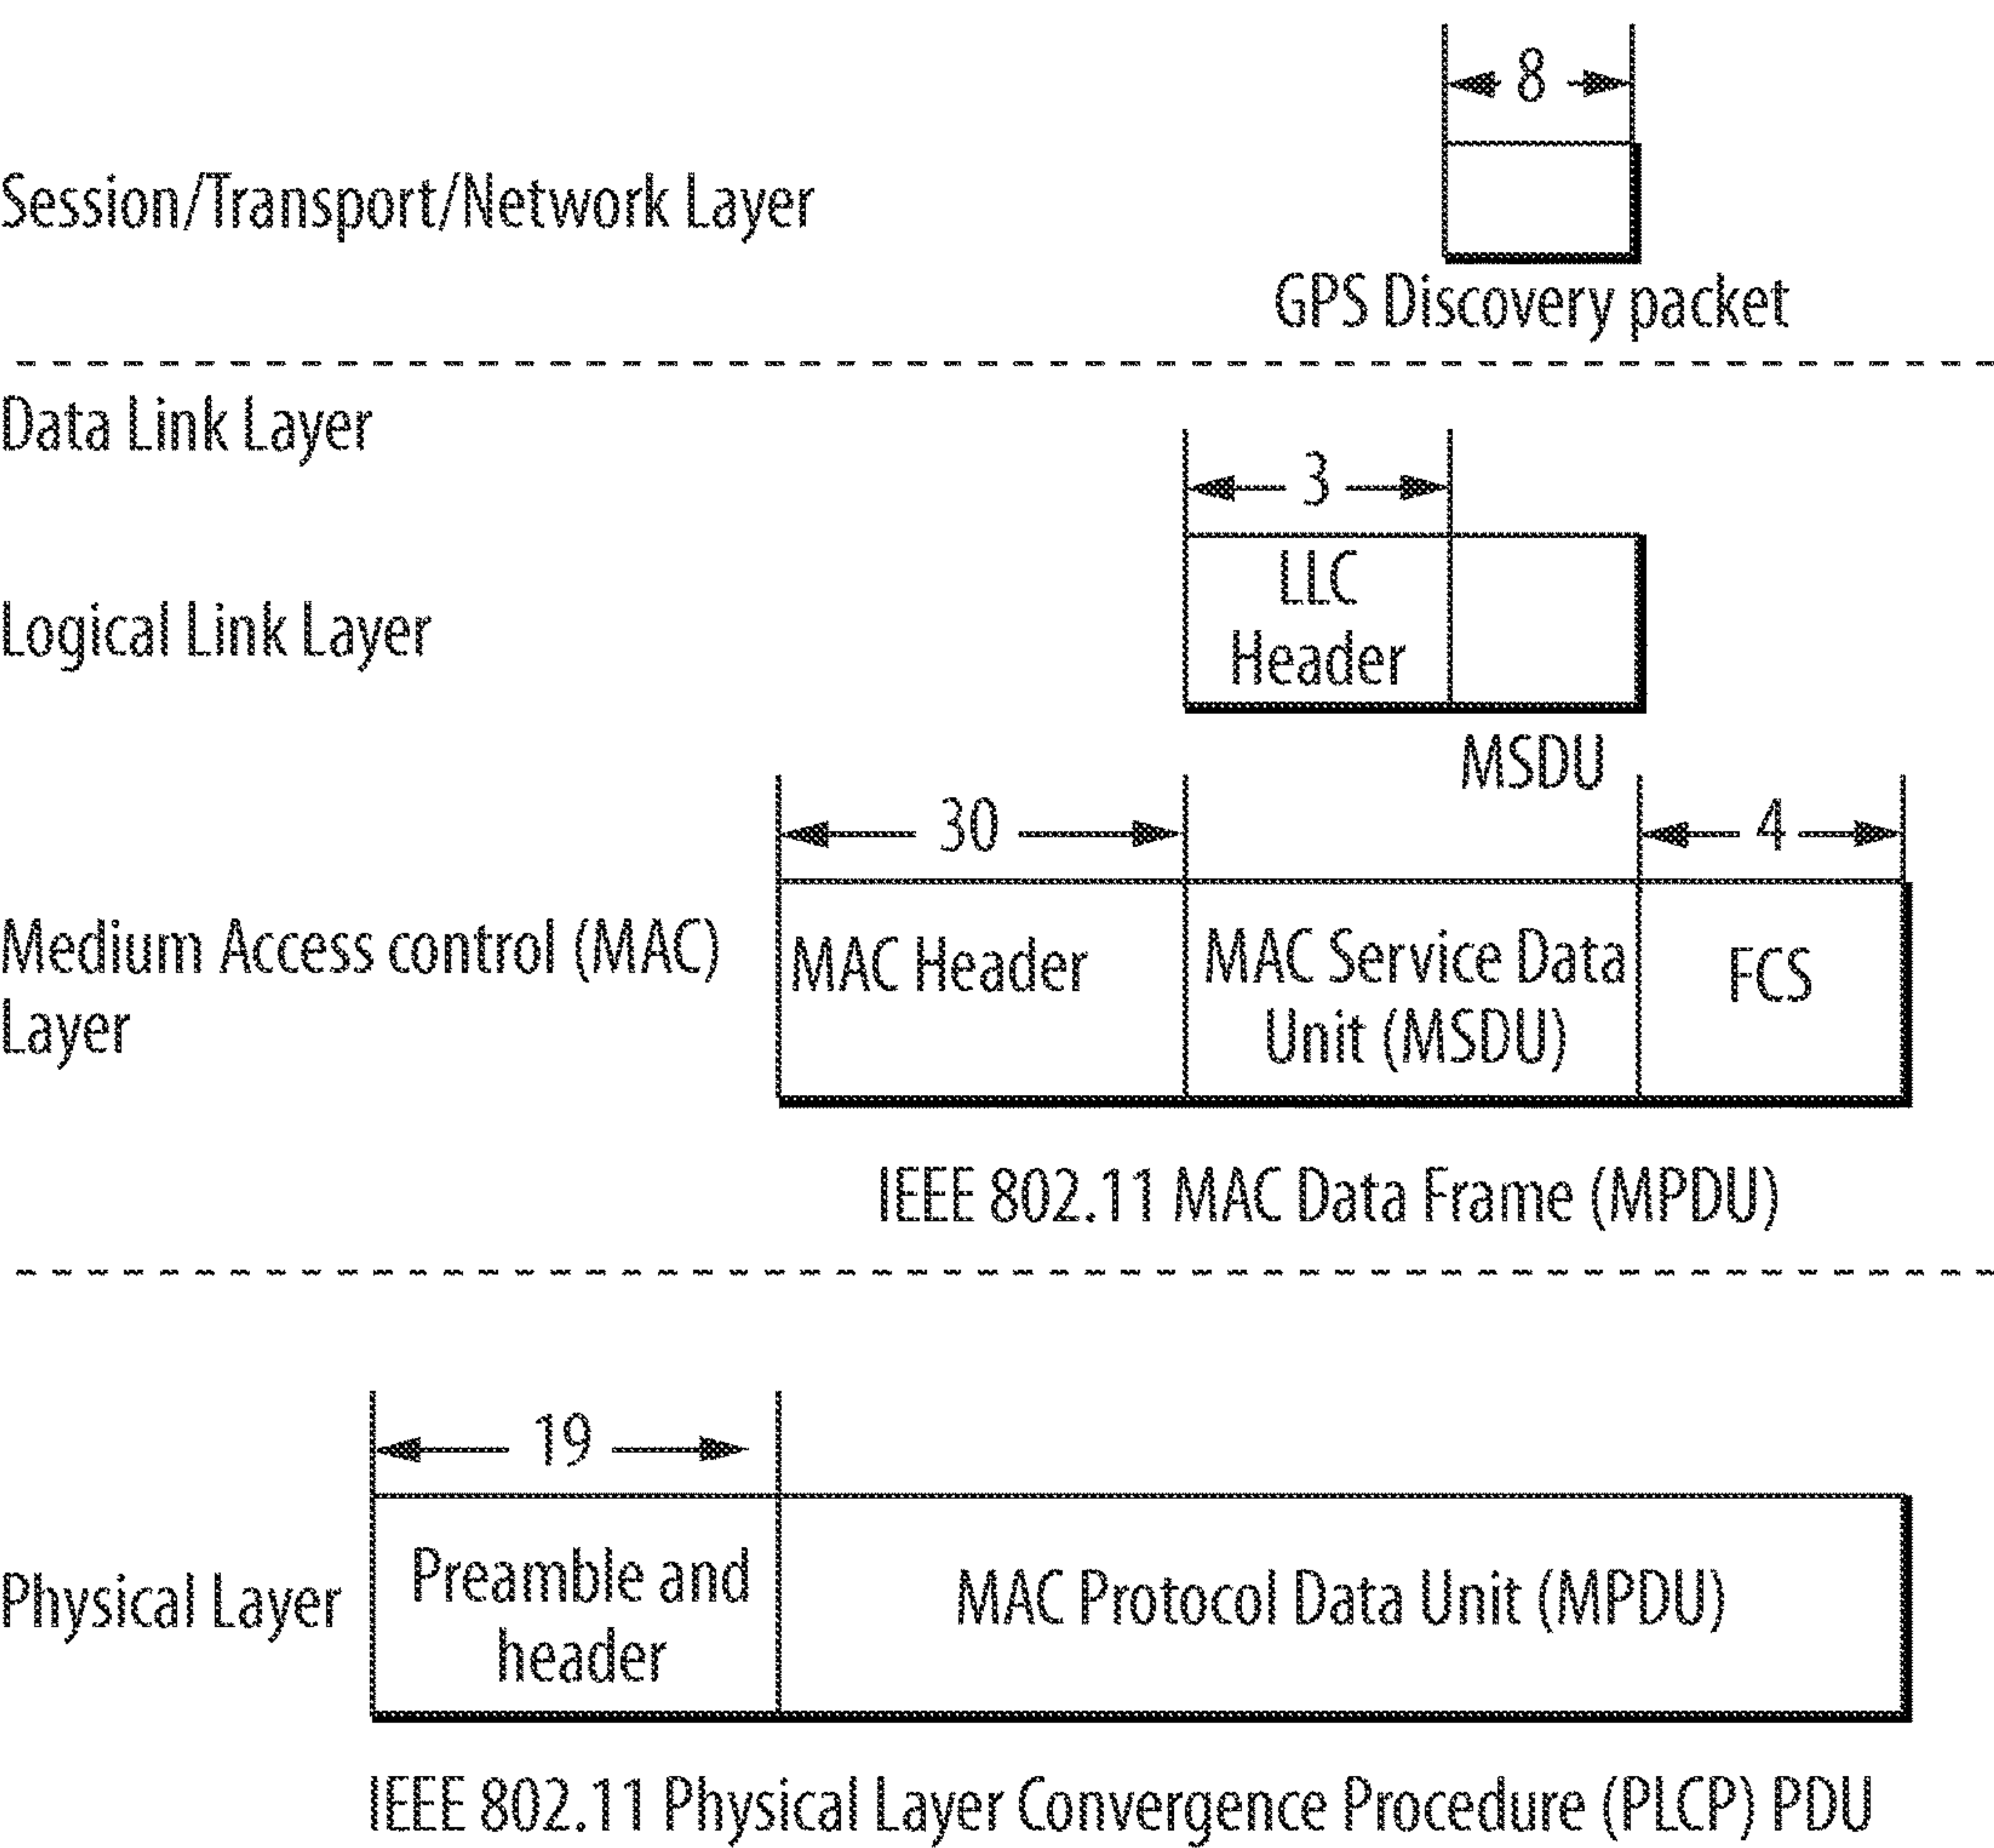 8
Session/Transport/Network Layer
GPS Discovery packet
Data Link Layer
3
LLC
Header
Logical Link Layer
MSDU
30
4
Medium Access control (MAC)
Layer
MAC Header
MAC Service Data
Unit (MSDU)
FCS
IEEE 802.11 MAC Data Frame (MPDU)
19
Physical Layer
Preamble and
header
MAC Protocol Data Unit (MPDU)
IEEE 802.11 Physical Layer Convergence Procedure (PLCP) PDU